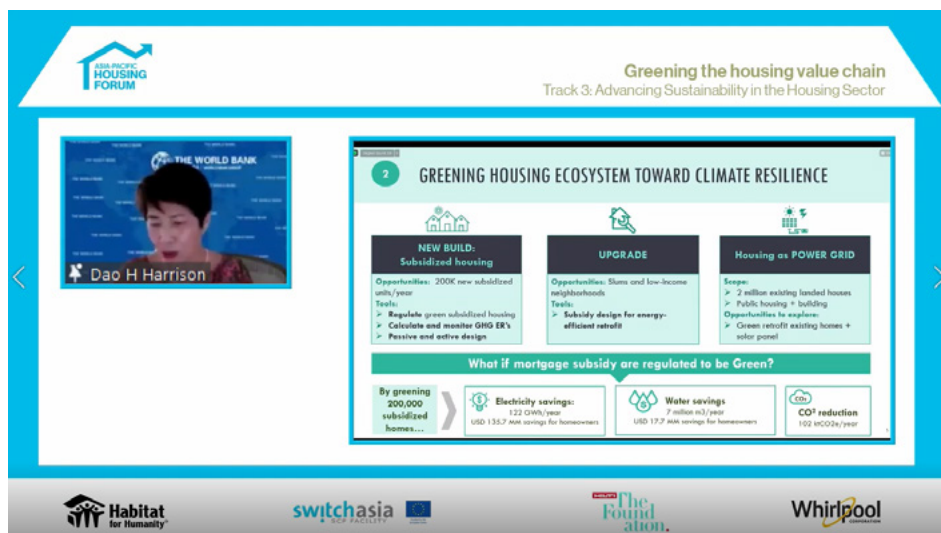 ASIA-PACIFIC
HOUSING
FORUM
Greening the housing value chain
Track 3: Advancing Sustainability in the Housing Sector
THE WORLD BANK
Dao H Harrison
2
GREENING HOUSING ECOSYSTEM TOWARD CLIMATE RESILIENCE
NEW BUILD:
Subsidized housing
Opportunities: 200K new subsidized
units/year
Tools:
➤ Regulate green subsidized housing
➤ Calculate and monitor GHG ER's
➤ Passive and active design
UPGRADE
Opportunities: Slums and low-income
neighborhoods
Tools:
➤ Subsidy design for energy-
efficient retrofit
Housing as POWER GRID
Scope:
➤ 2 million existing landed houses
➤ Public housing + building
Opportunities to explore:
➤ Green retrofit existing homes +
solar panel
What if mortgage subsidy are regulated to be Green?
By greening
200,000
subsidized
homes...
Electricity savings:
122 GWh/year
USD 135.7 MM savings for homeowners
Water savings
7 million m3/year
USD 17.7 MM savings for homeowners
CO₂
CO² reduction
102 ktCO2e/year
Habitat
for Humanity®
switchasia
SCP FACILITY
The
Found
ation.
Whirlpool
CORPORATION